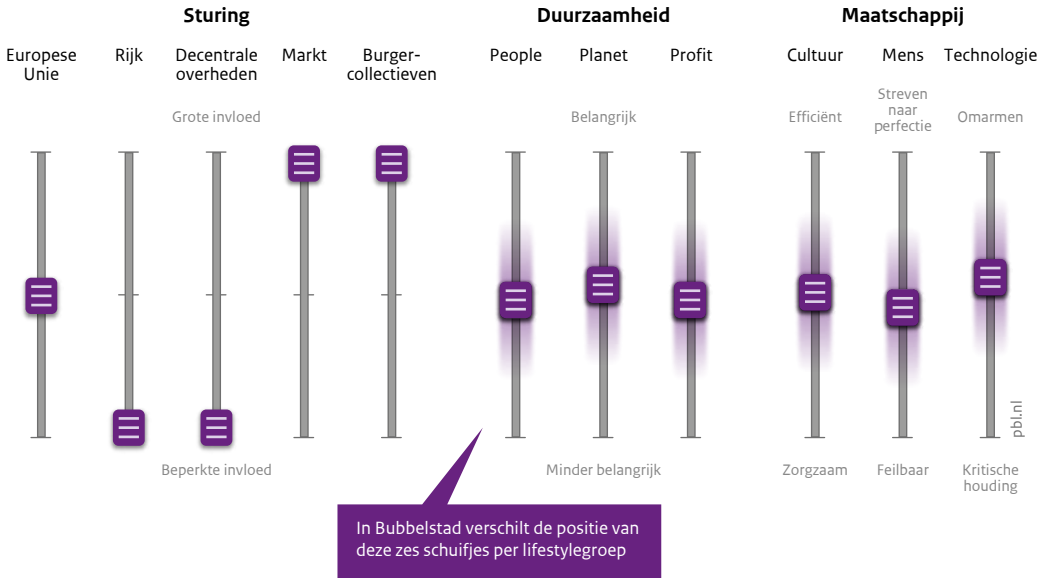 Sturing
Duurzaamheid
Maatschappij
Europese
Unie
Rijk
Decentrale
overheden
Markt
Burger-
collectieven
People
Planet
Profit
Cultuur
Mens
Technologie
Grote invloed
Belangrijk
Efficiënt
Streven
naar
perfectie
Omarmen
pbl.nl
Beperkte invloed
Minder belangrijk
Zorgzaam
Feilbaar
Kritische
houding
In Bubbelstad verschilt de positie van
deze zes schuifjes per lifestylegroep